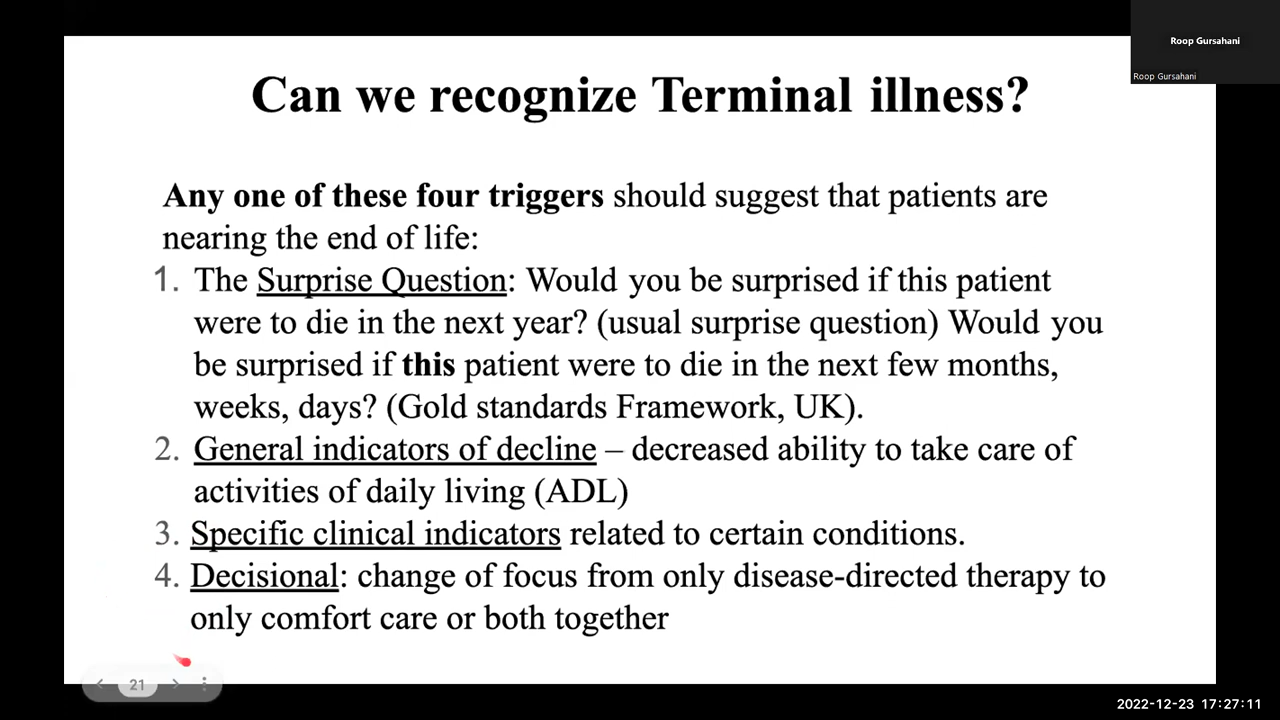 Roop Gursahani
Roop Gursahani
Can we recognize Terminal illness?
Any one of these four triggers should suggest that patients are
nearing the end of life:
1. The Surprise Question: Would you be surprised if this patient
were to die in the next year? (usual surprise question) Would you
be surprised if this patient were to die in the next few months,
weeks, days? (Gold standards Framework, UK).
2. General indicators of decline – decreased ability to take care of
activities of daily living (ADL)
3. Specific clinical indicators related to certain conditions.
4. Decisional: change of focus from only disease-directed therapy to
only comfort care or both together
21
2022-12-23 17:27:11